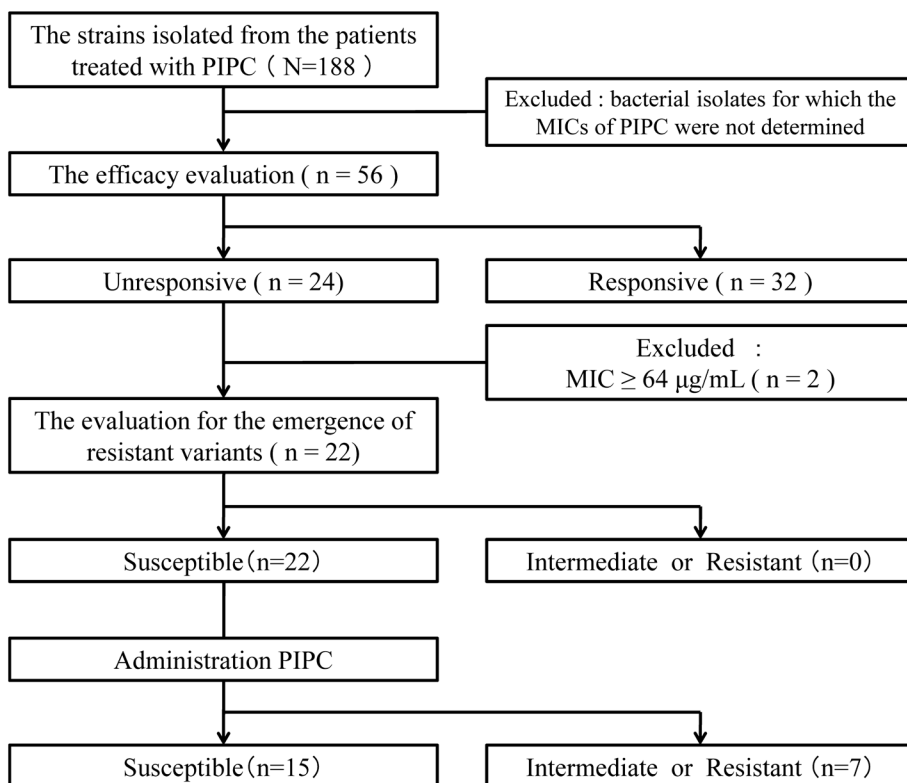 The strains isolated from the patients
treated with PIPC ( N=188 )
Excluded : bacterial isolates for which the
MICs of PIPC were not determined
The efficacy evaluation ( n = 56 )
Unresponsive ( n = 24)
Responsive ( n = 32 )
Excluded :
MIC ≥ 64 μg/mL ( n = 2 )
The evaluation for the emergence of
resistant variants ( n = 22)
Susceptible(n=22)
Intermediate or Resistant (n=0)
Administration PIPC
Susceptible(n=15)
Intermediate or Resistant (n=7)